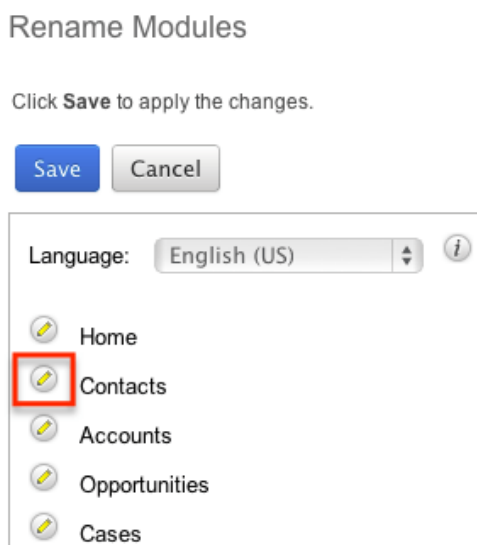 Rename Modules
Click Save to apply the changes.
Save Cancel
Language: English (US) i
Home
Contacts
Accounts
Opportunities
Cases